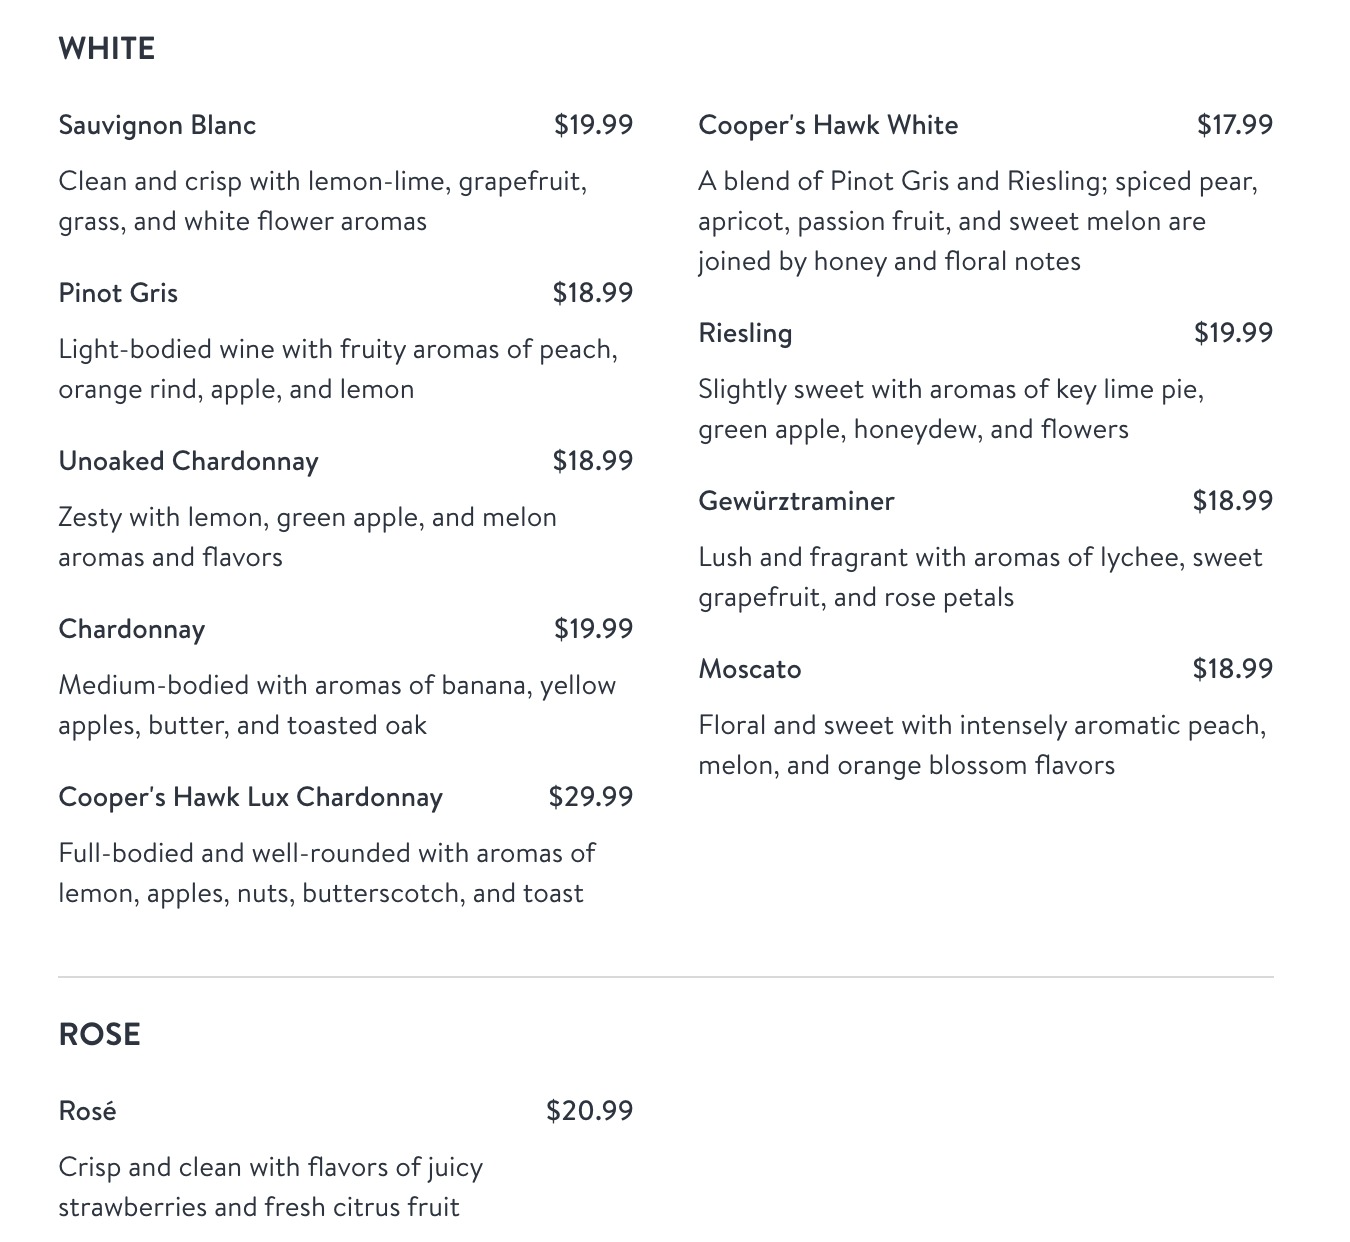 WHITE
Sauvignon Blanc $19.99
Clean and crisp with lemon-lime, grapefruit,
grass, and white flower aromas
Pinot Gris $18.99
Light-bodied wine with fruity aromas of peach,
orange rind, apple, and lemon
Unoaked Chardonnay $18.99
Zesty with lemon, green apple, and melon
aromas and flavors
Chardonnay $19.99
Medium-bodied with aromas of banana, yellow
apples, butter, and toasted oak
Cooper's Hawk Lux Chardonnay $29.99
Full-bodied and well-rounded with aromas of
lemon, apples, nuts, butterscotch, and toast
Cooper's Hawk White $17.99
A blend of Pinot Gris and Riesling; spiced pear,
apricot, passion fruit, and sweet melon are
joined by honey and floral notes
Riesling $19.99
Slightly sweet with aromas of key lime pie,
green apple, honeydew, and flowers
Gewürztraminer $18.99
Lush and fragrant with aromas of lychee, sweet
grapefruit, and rose petals
Moscato $18.99
Floral and sweet with intensely aromatic peach,
melon, and orange blossom flavors
ROSE
Rosé $20.99
Crisp and clean with flavors of juicy
strawberries and fresh citrus fruit